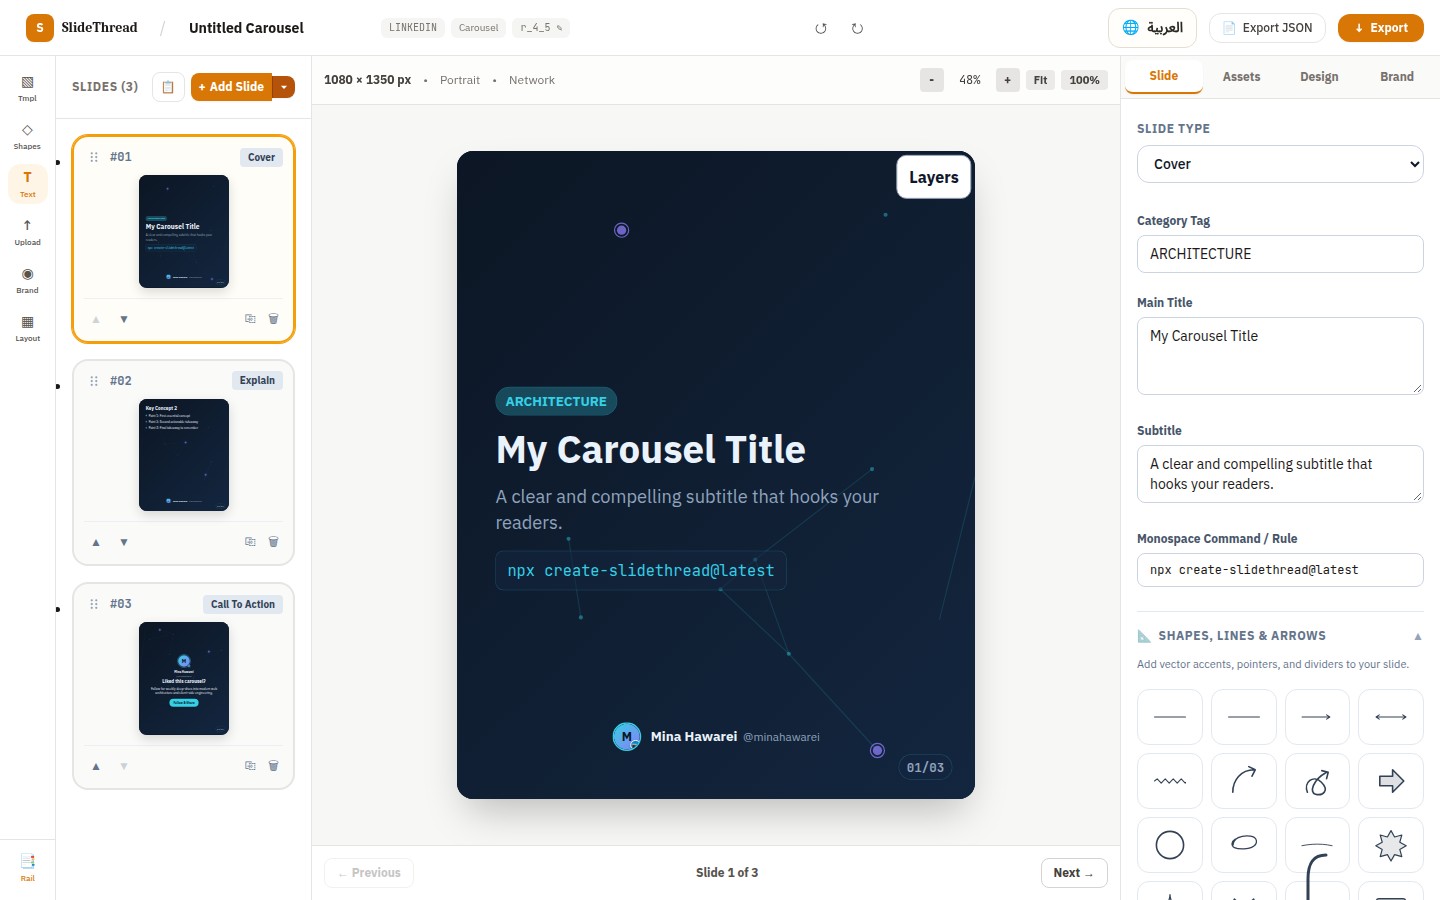 S SlideThread / Untitled Carousel LINKEDIN Carousel r_4_5 العربية Export JSON Export
Tmpl
Shapes
T
Text
Upload
Brand
Layout
Rail
SLIDES (3) + Add Slide
#01 Cover
My Carousel Title
#02 Explain
Key Concept 2
#03 Call To Action
Mina Hawarei
Liked this carousel?
Follow & Share
1080 × 1350 px • Portrait • Network - 48% + Fit 100%
Layers
ARCHITECTURE
My Carousel Title
A clear and compelling subtitle that hooks your
readers.
npx create-slidethread@latest
M Mina Hawarei @minahawarei
01/03
← Previous Slide 1 of 3 Next →
Slide Assets Design Brand
SLIDE TYPE
Cover
Category Tag
ARCHITECTURE
Main Title
My Carousel Title
Subtitle
A clear and compelling subtitle that
hooks your readers.
Monospace Command / Rule
npx create-slidethread@latest
SHAPES, LINES & ARROWS
Add vector accents, pointers, and dividers to your slide.